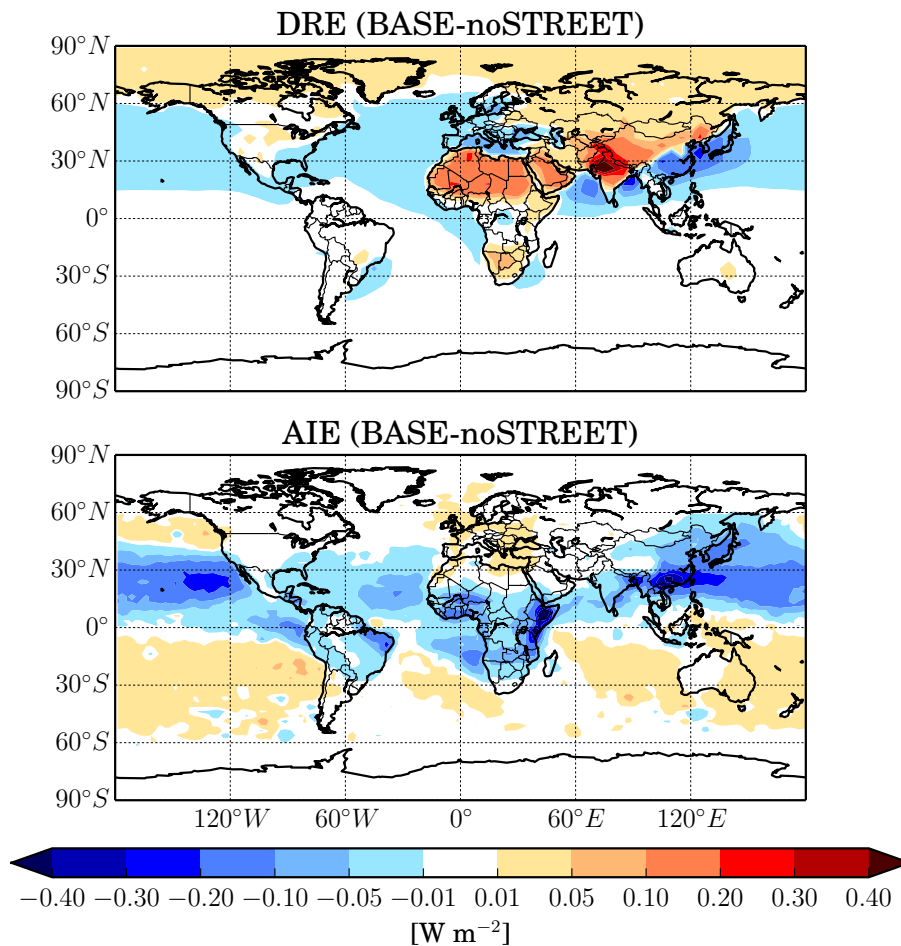 DRE (BASE-noSTREET)
90°N
60°N
30°N
0°
30°S
60°S
90°S
AIE (BASE-noSTREET)
90°N
60°N
30°N
0°
30°S
60°S
90°S
120°W 60°W 0° 60°E 120°E
−0.40 −0.30 −0.20 −0.10 −0.05 −0.01 0.01 0.05 0.10 0.20 0.30 0.40
[W m⁻²]